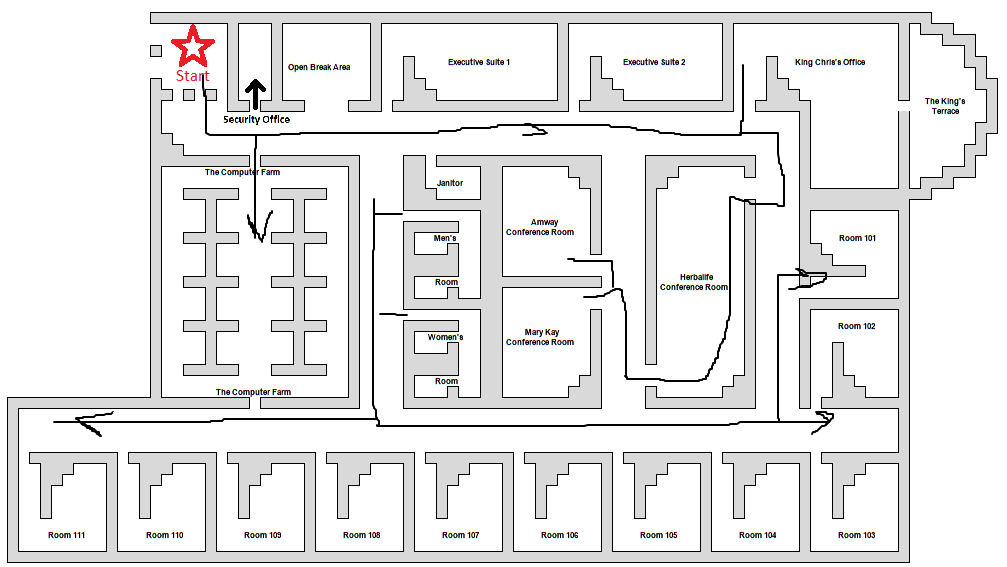 Start
Security Office
Open Break Area
Executive Suite 1
Executive Suite 2
King Chris's Office
The King's
Terrace
The Computer Farm
Janitor
Men's
Room
Amway
Conference Room
Herbalife
Conference Room
Room 101
Room 102
Mary Kay
Conference Room
Women's
Room
The Computer Farm
Room 111
Room 110
Room 109
Room 108
Room 107
Room 106
Room 105
Room 104
Room 103